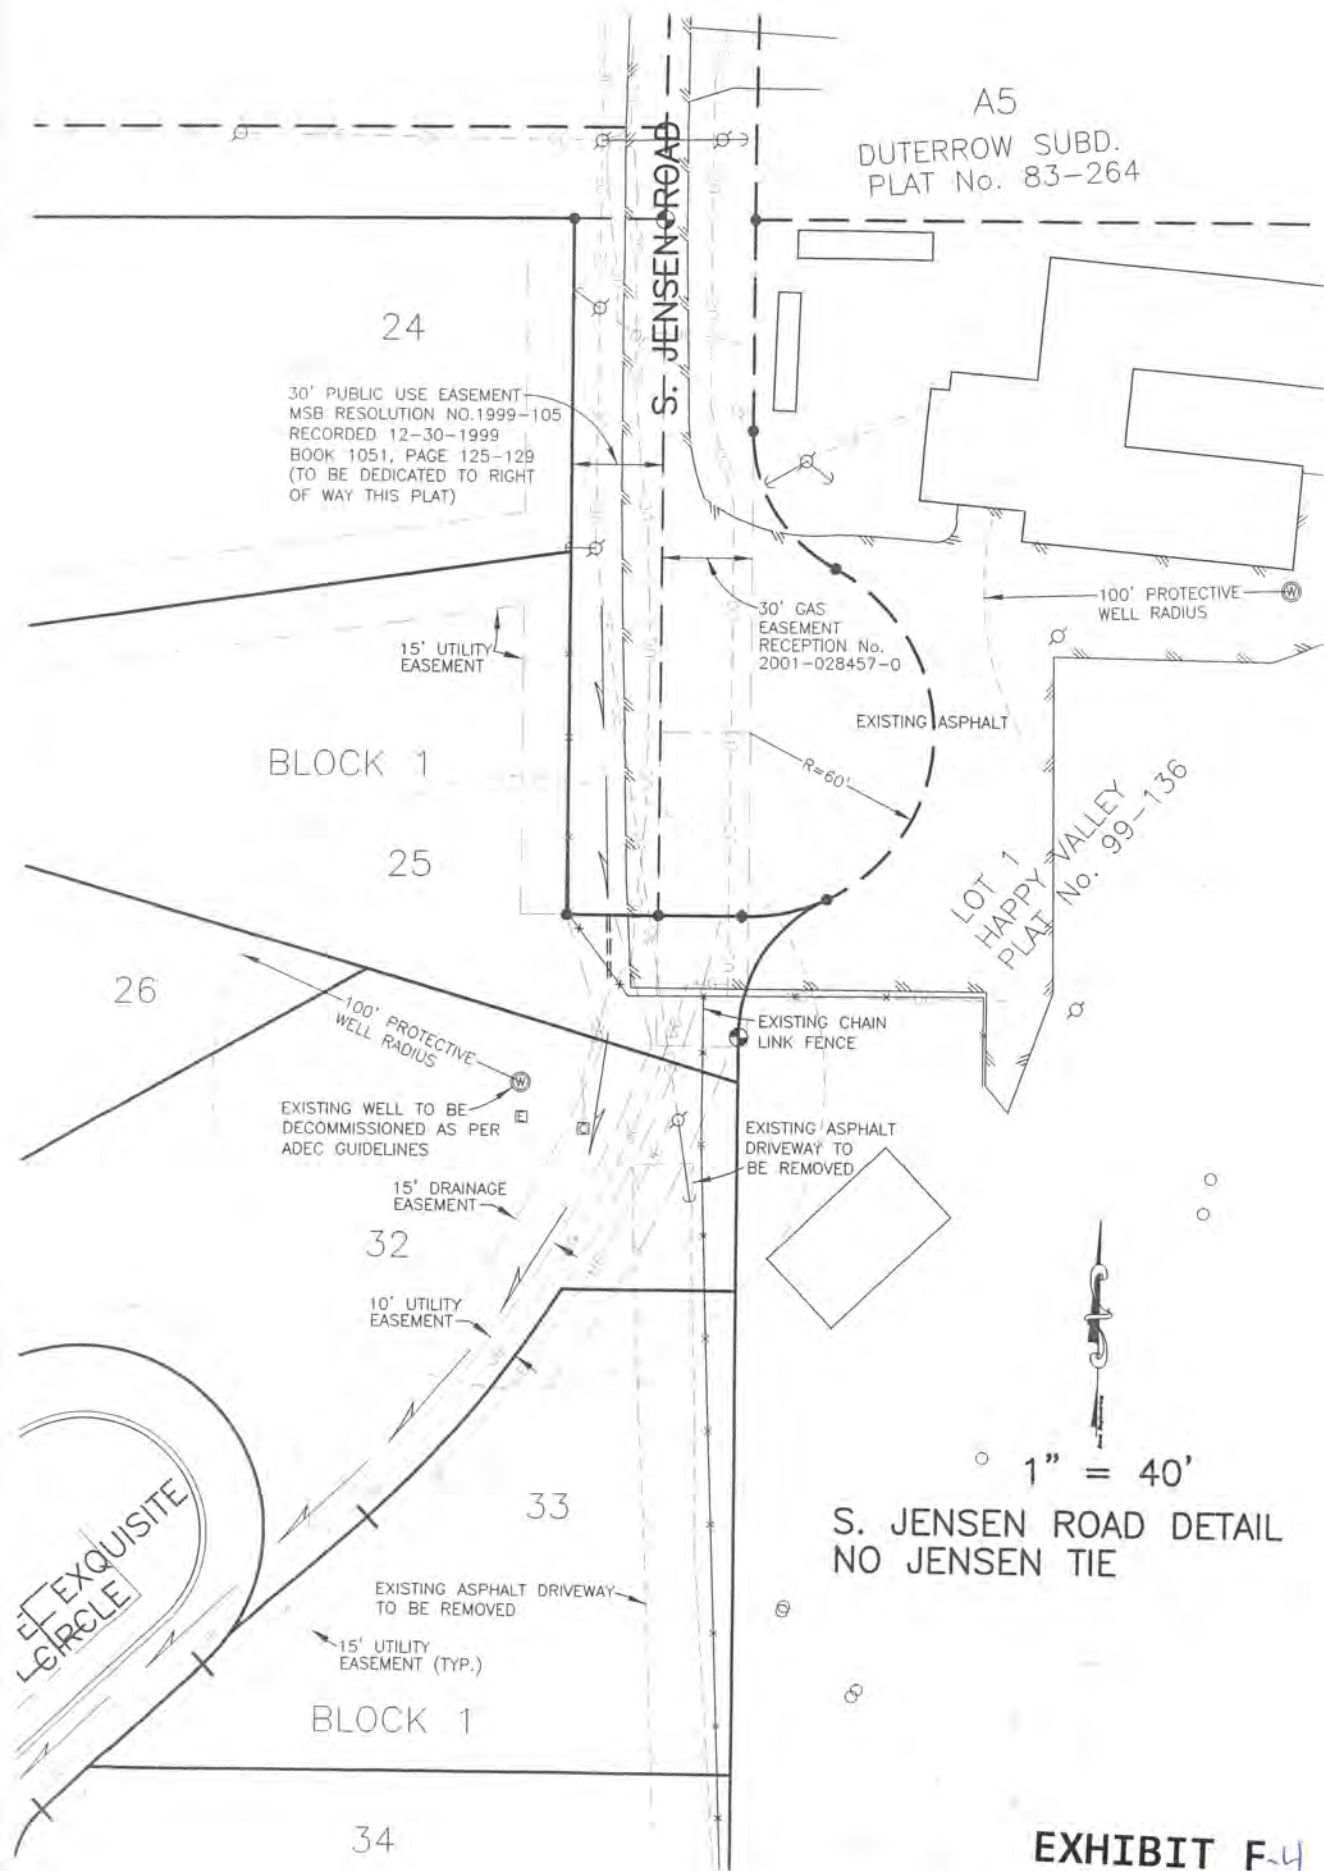 A5
DUTERROW SUBD.
PLAT No. 83-264
S. JENSEN ROAD
24
30' PUBLIC USE EASEMENT
MSB RESOLUTION NO.1999-105
RECORDED 12-30-1999
BOOK 1051, PAGE 125-129
(TO BE DEDICATED TO RIGHT
OF WAY THIS PLAT)
30' GAS
EASEMENT
RECEPTION No.
2001-028457-0
100' PROTECTIVE
WELL RADIUS
W
15' UTILITY
EASEMENT
EXISTING ASPHALT
BLOCK 1
R=60'
25
LOT 1
HAPPY VALLEY
PLAT No. 99-136
26
100' PROTECTIVE
WELL RADIUS
W
EXISTING CHAIN
LINK FENCE
EXISTING WELL TO BE
DECOMMISSIONED AS PER
ADEC GUIDELINES
E
C
EXISTING ASPHALT
DRIVEWAY TO
BE REMOVED
15' DRAINAGE
EASEMENT
32
10' UTILITY
EASEMENT
1" = 40'
S. JENSEN ROAD DETAIL
NO JENSEN TIE
33
E. EXQUISITE
CIRCLE
EXISTING ASPHALT DRIVEWAY
TO BE REMOVED
15' UTILITY
EASEMENT (TYP.)
BLOCK 1
34
EXHIBIT F-4